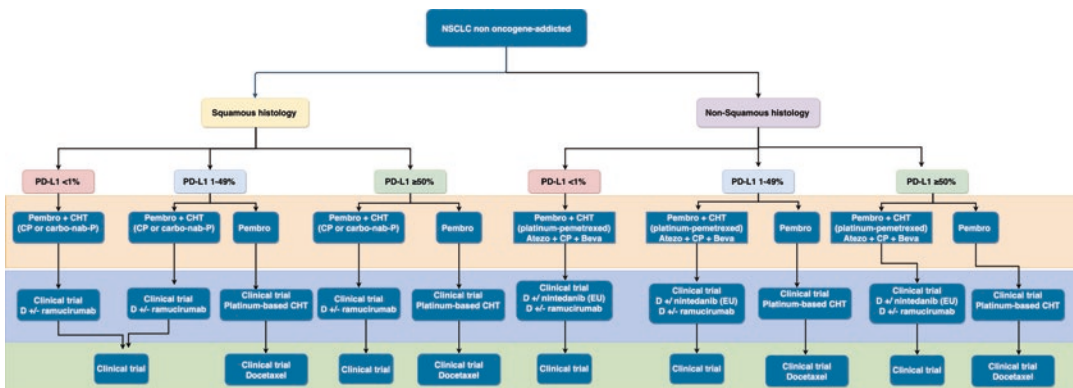 NSCLC non oncogene-addicted
Squamous histology
Non-Squamous histology
PD-L1 <1%
PD-L1 1-49%
PD-L1 ≥50%
PD-L1 <1%
PD-L1 1-49%
PD-L1 ≥50%
Pembro + CHT
(CP or carbo-nab-P)
Pembro + CHT
(CP or carbo-nab-P)
Pembro
Pembro + CHT
(CP or carbo-nab-P)
Pembro
Pembro + CHT
(platinum-pemetrexed)
Atezo + CP + Beva
Pembro + CHT
(platinum-pemetrexed)
Atezo + CP + Beva
Pembro
Pembro + CHT
(platinum-pemetrexed)
Atezo + CP + Beva
Pembro
Clinical trial
D +/- ramucirumab
Clinical trial
D +/- ramucirumab
Clinical trial
Platinum-based CHT
Clinical trial
D +/- ramucirumab
Clinical trial
Platinum-based CHT
Clinical trial
D +/ nintedanib (EU)
D +/- ramucirumab
Clinical trial
D +/ nintedanib (EU)
D +/- ramucirumab
Clinical trial
Platinum-based CHT
Clinical trial
D +/ nintedanib (EU)
D +/- ramucirumab
Clinical trial
Platinum-based CHT
Clinical trial
Clinical trial
Docetaxel
Clinical trial
Clinical trial
Docetaxel
Clinical trial
Clinical trial
Clinical trial
Docetaxel
Clinical trial
Clinical trial
Docetaxel